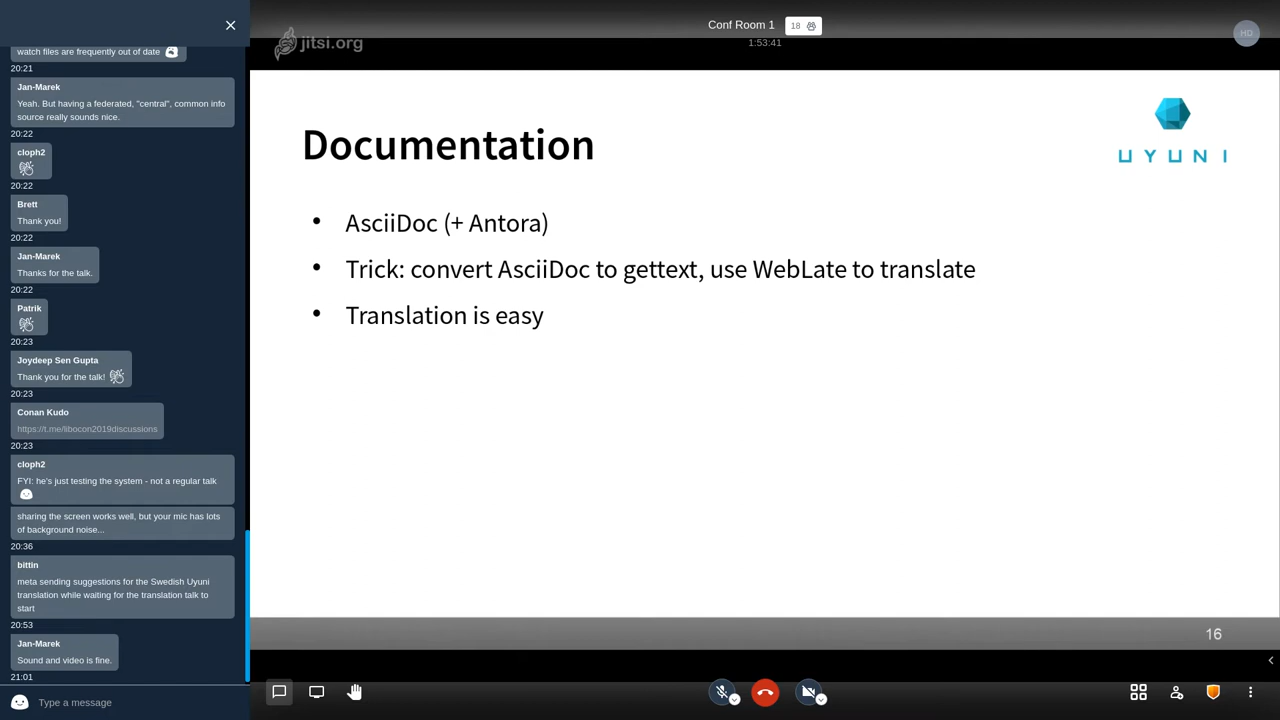 watch files are frequently out of date
20:21
Jan-Marek
Yeah. But having a federated, "central", common info
source really sounds nice.
20:22
cloph2
20:22
Brett
Thank you!
20:22
Jan-Marek
Thanks for the talk.
20:22
Patrik
20:23
Joydeep Sen Gupta
Thank you for the talk!
20:23
Conan Kudo
https://t.me/libocon2019discussions
20:23
cloph2
FYI: he's just testing the system - not a regular talk
sharing the screen works well, but your mic has lots
of background noise...
20:36
bittin
meta sending suggestions for the Swedish Uyuni
translation while waiting for the translation talk to
start
20:53
Jan-Marek
Sound and video is fine.
21:01
Type a message
jitsi.org
Conf Room 1
18
1:53:41
HD
UYUNI
Documentation
• AsciiDoc (+ Antora)
• Trick: convert AsciiDoc to gettext, use WebLate to translate
• Translation is easy
16